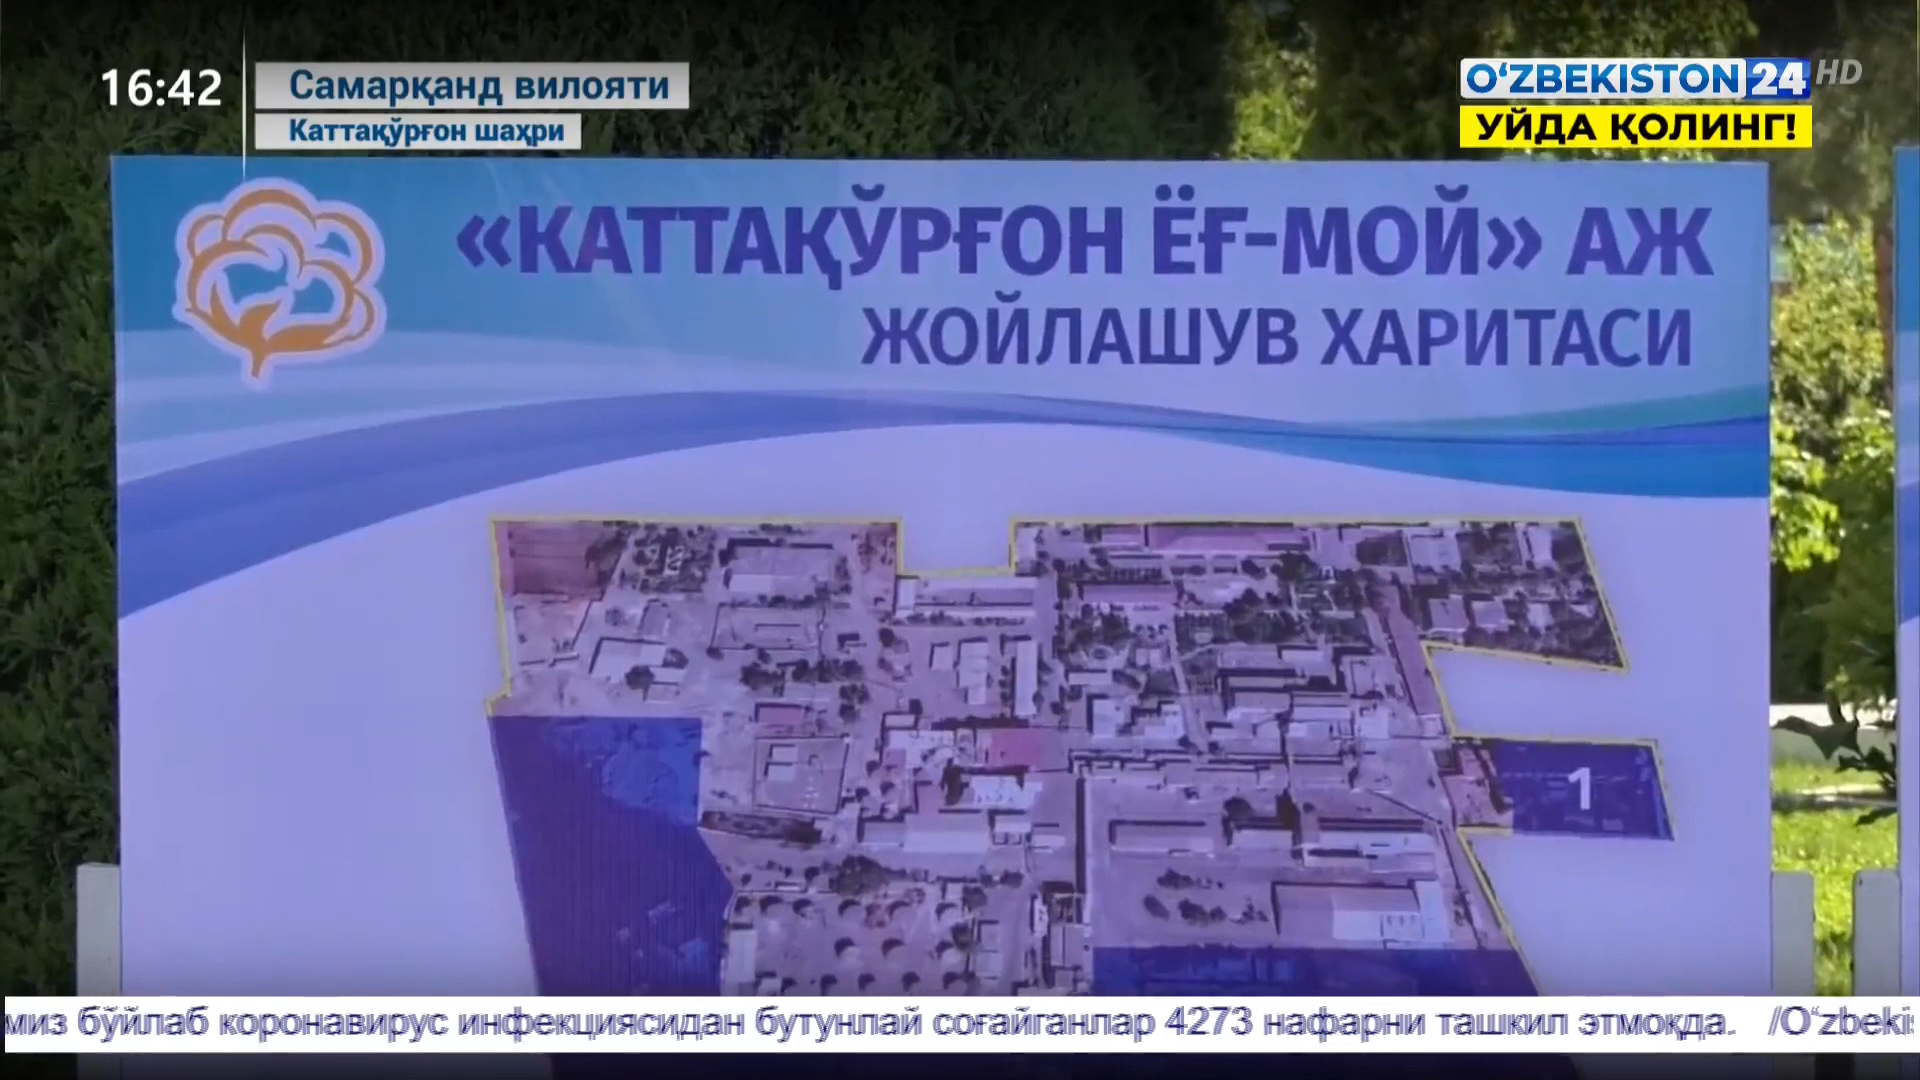 16:42
Самарқанд вилояти
Каттақўрғон шаҳри
O‘ZBEKISTON 24 HD
УЙДА ҚОЛИНГ!
«КАТТАҚЎРҒОН ЁҒ-МОЙ» АЖ
ЖОЙЛАШУВ ХАРИТАСИ
1
миз бўйлаб коронавирус инфекциясидан бутунлай соғайганлар 4273 нафарни ташкил этмоқда. /O‘zbeki